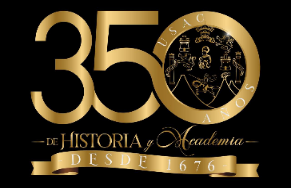 350
USAC
AÑOS
DE HISTORIA y Academia
DESDE 1676